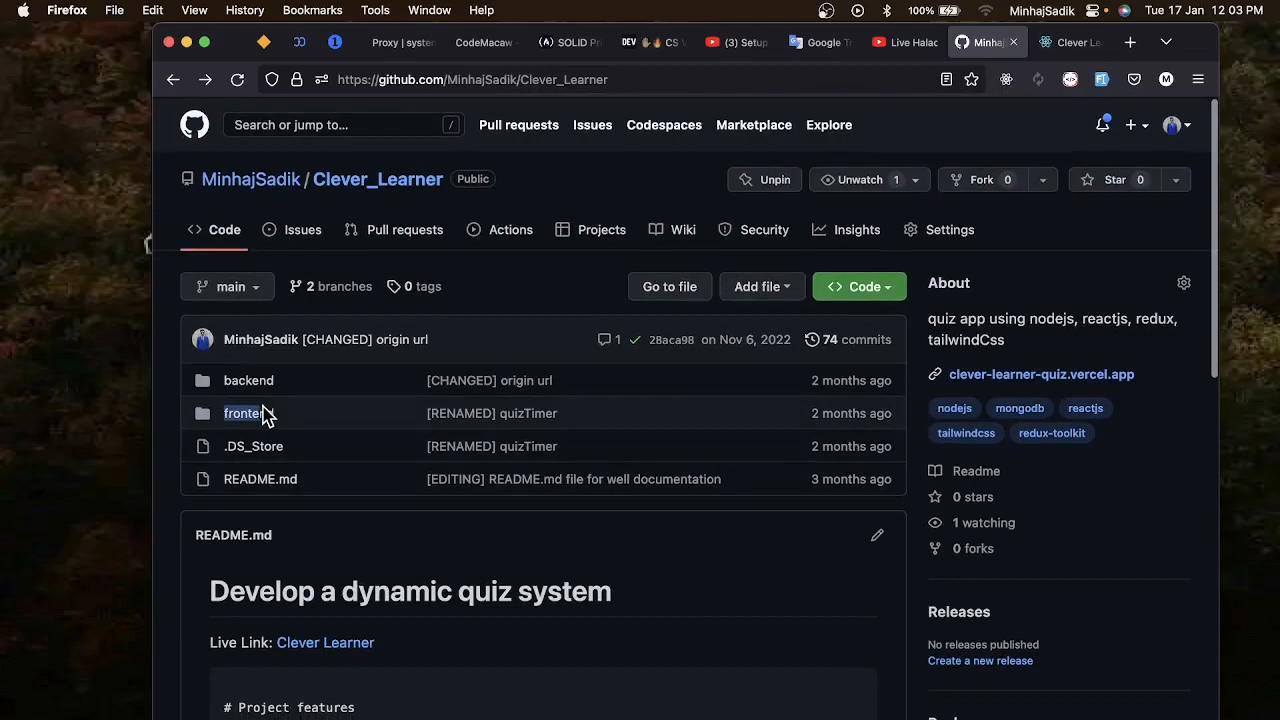 Firefox File Edit View History Bookmarks Tools Window Help 100% MinhajSadik Tue 17 Jan 12:03 PM
Proxy | system CodeMacaw (A) SOLID Pr DEV CS (3) Setup Google Tr Live Halac Minhaj Clever Le
https://github.com/MinhajSadik/Clever_Learner
Search or jump to... / Pull requests Issues Codespaces Marketplace Explore
MinhajSadik / Clever_Learner Public Unpin Unwatch 1 Fork 0 Star 0
Code Issues Pull requests Actions Projects Wiki Security Insights Settings
main 2 branches 0 tags Go to file Add file Code
MinhajSadik [CHANGED] origin url 1 28aca98 on Nov 6, 2022 74 commits
backend [CHANGED] origin url 2 months ago
frontend [RENAMED] quizTimer 2 months ago
.DS_Store [RENAMED] quizTimer 2 months ago
README.md [EDITING] README.md file for well documentation 3 months ago
README.md
Develop a dynamic quiz system
Live Link: Clever Learner
# Project features
About
quiz app using nodejs, reactjs, redux,
tailwindCss
clever-learner-quiz.vercel.app
nodejs mongodb reactjs
tailwindcss redux-toolkit
Readme
0 stars
1 watching
0 forks
Releases
No releases published
Create a new release